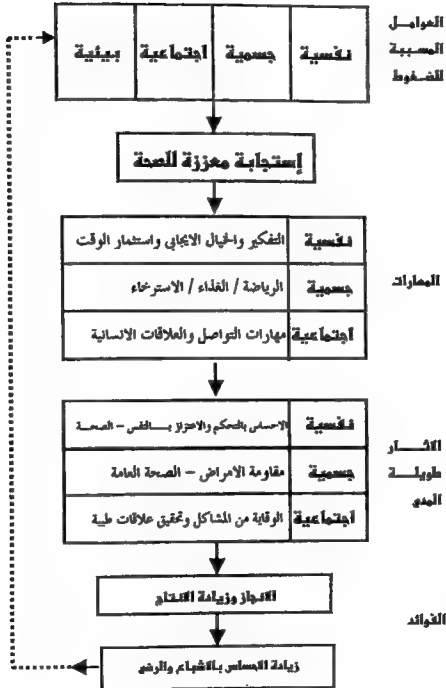 العوامل
المسببة
للضغوط
نفسية جسمية اجتماعية بيئية
إستجابة معززة للصحة
المهارات
نفسية التفكير والخيال الايجابي واستثمار الوقت
جسمية الرياضة / الغذاء / الاسترخاء
اجتماعية مهارات التواصل والعلاقات الانسانية
الاثار
طويلة
المدى
نفسية الاحساس بالتحكم والاعتزاز بالنفس – الصحة
جسمية مقاومة الامراض – الصحة العامة
اجتماعية الوقاية من المشاكل وتحقيق علاقات طيبة
الفوائد
الانجاز وزيادة الانتاج
زيادة الاحساس بالاشباع والرضى